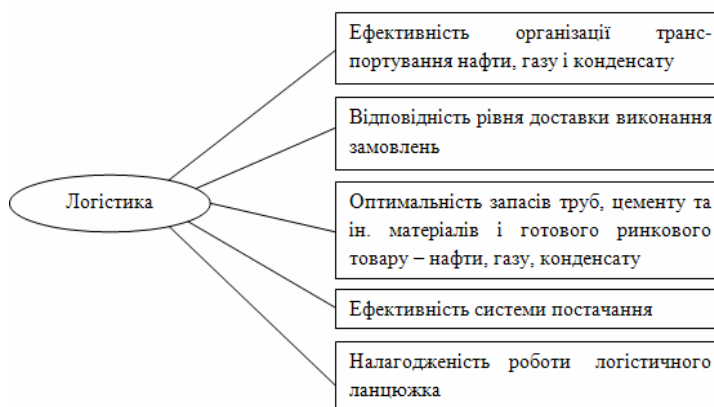 Ефективність організації транс-
портування нафти, газу і конденсату
Відповідність рівня доставки виконання
замовлень
Логістика
Оптимальність запасів труб, цементу та
ін. матеріалів і готового ринкового
товару – нафти, газу, конденсату
Ефективність системи постачання
Налагодженість роботи логістичного
ланцюжка